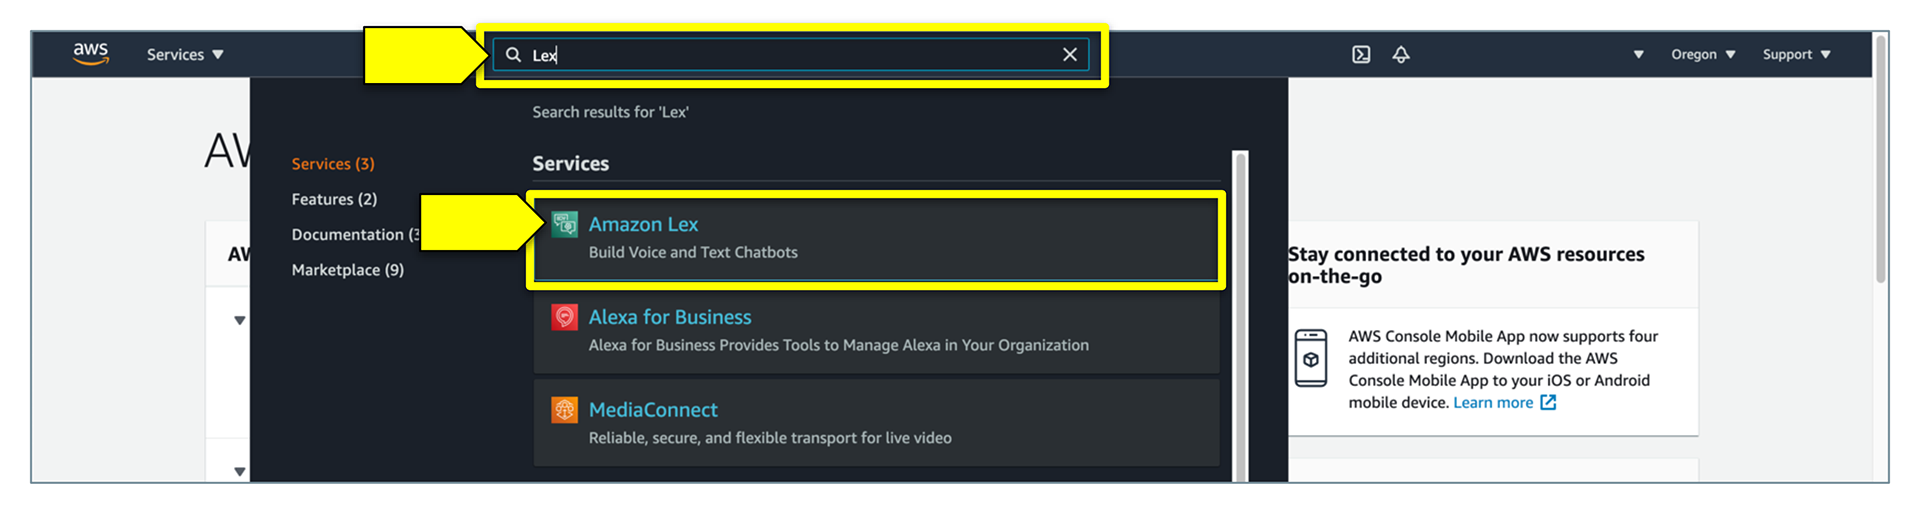 aws
Services
Lex
Oregon
Support
Search results for 'Lex'
AW
Services (3)
Features (2)
Documentation (3
Marketplace (9)
Services
Amazon Lex
Build Voice and Text Chatbots
Alexa for Business
Alexa for Business Provides Tools to Manage Alexa in Your Organization
MediaConnect
Reliable, secure, and flexible transport for live video
AW
Stay connected to your AWS resources
on-the-go
AWS Console Mobile App now supports four
additional regions. Download the AWS
Console Mobile App to your iOS or Android
mobile device. Learn more